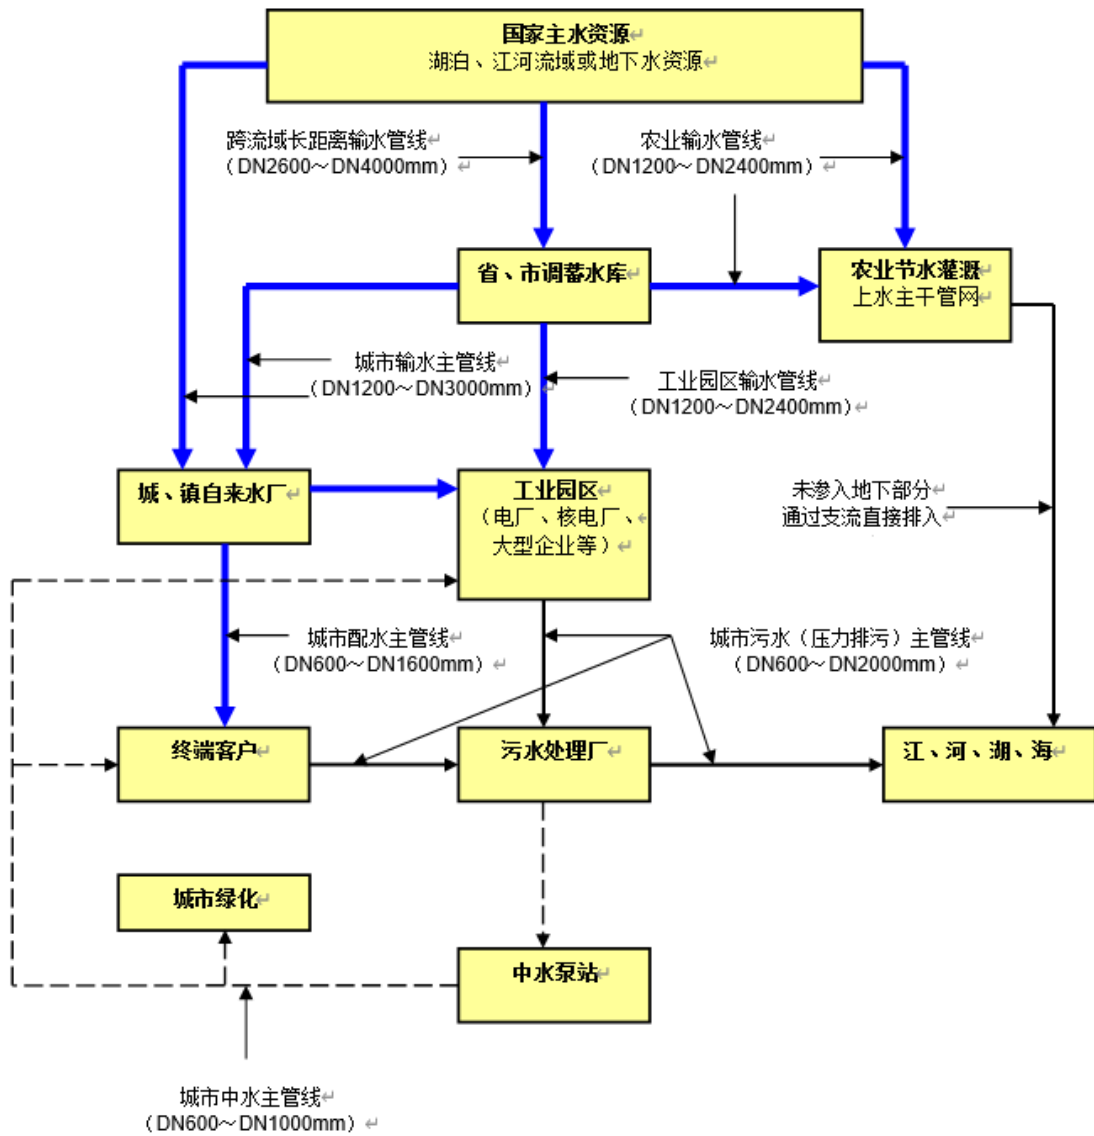 国家主水资源
湖泊、江河流域或地下水资源
跨流域长距离输水管线
（DN2600～DN4000mm）
农业输水管线
（DN1200～DN2400mm）
省、市调蓄水库
农业节水灌溉
上水主干管网
城市输水主管线
（DN1200～DN3000mm）
工业园区输水管线
（DN1200～DN2400mm）
城、镇自来水厂
工业园区
（电厂、核电厂、
大型企业等）
未渗入地下部分
通过支流直接排入
城市配水主管线
（DN600～DN1600mm）
城市污水（压力排污）主管线
（DN600～DN2000mm）
终端客户
污水处理厂
江、河、湖、海
城市绿化
中水泵站
城市中水主管线
（DN600～DN1000mm）